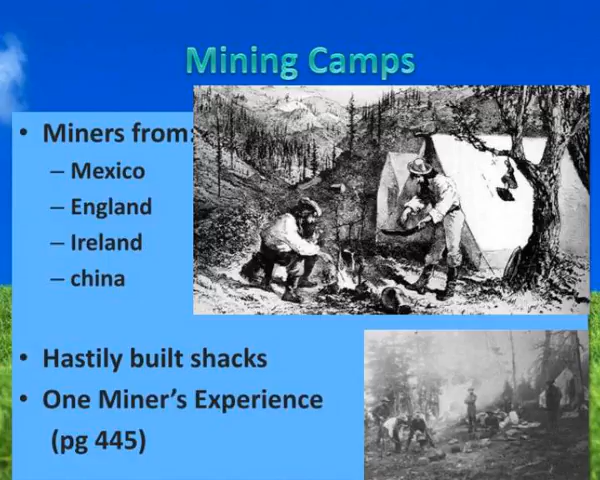 Mining Camps
• Miners from:
– Mexico
– England
– Ireland
– china
• Hastily built shacks
• One Miner’s Experience
(pg 445)